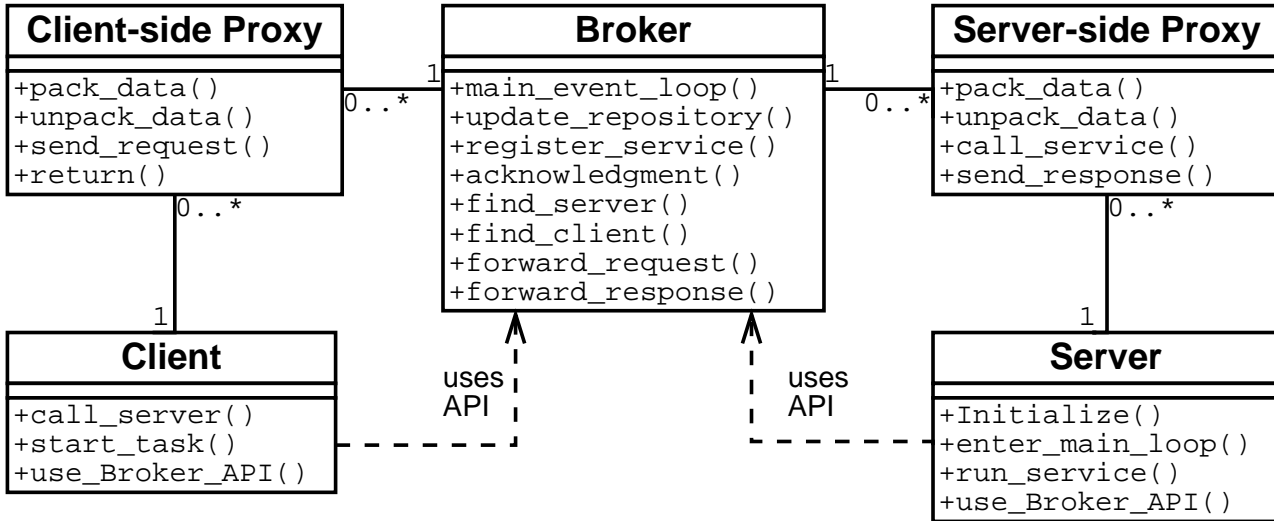 Client-side Proxy
+pack_data()
+unpack_data()
+send_request()
+return()
1
0..*
Broker
+main_event_loop()
+update_repository()
+register_service()
+acknowledgment()
+find_server()
+find_client()
+forward_request()
+forward_response()
1
0..*
Server-side Proxy
+pack_data()
+unpack_data()
+call_service()
+send_response()
0..*
1
Client
+call_server()
+start_task()
+use_Broker_API()
uses
API
uses
API
0..*
1
Server
+Initialize()
+enter_main_loop()
+run_service()
+use_Broker_API()